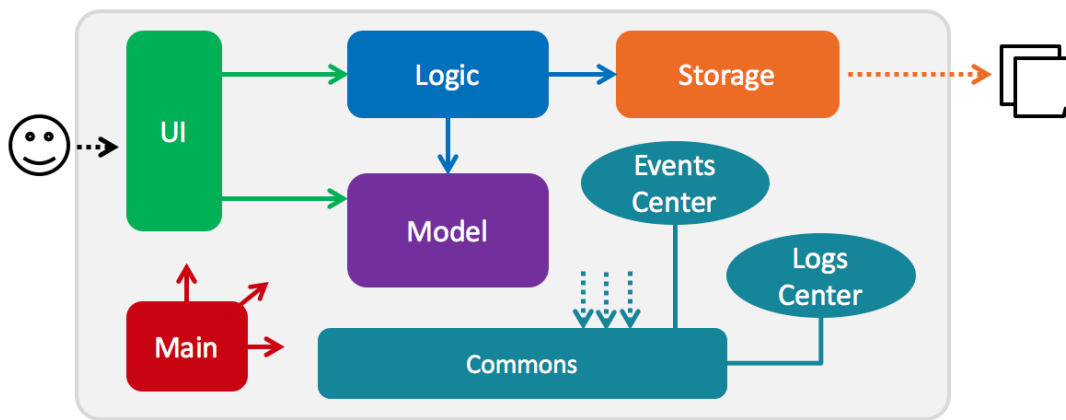 UI
Logic
Storage
Model
Events
Center
Logs
Center
Main
Commons